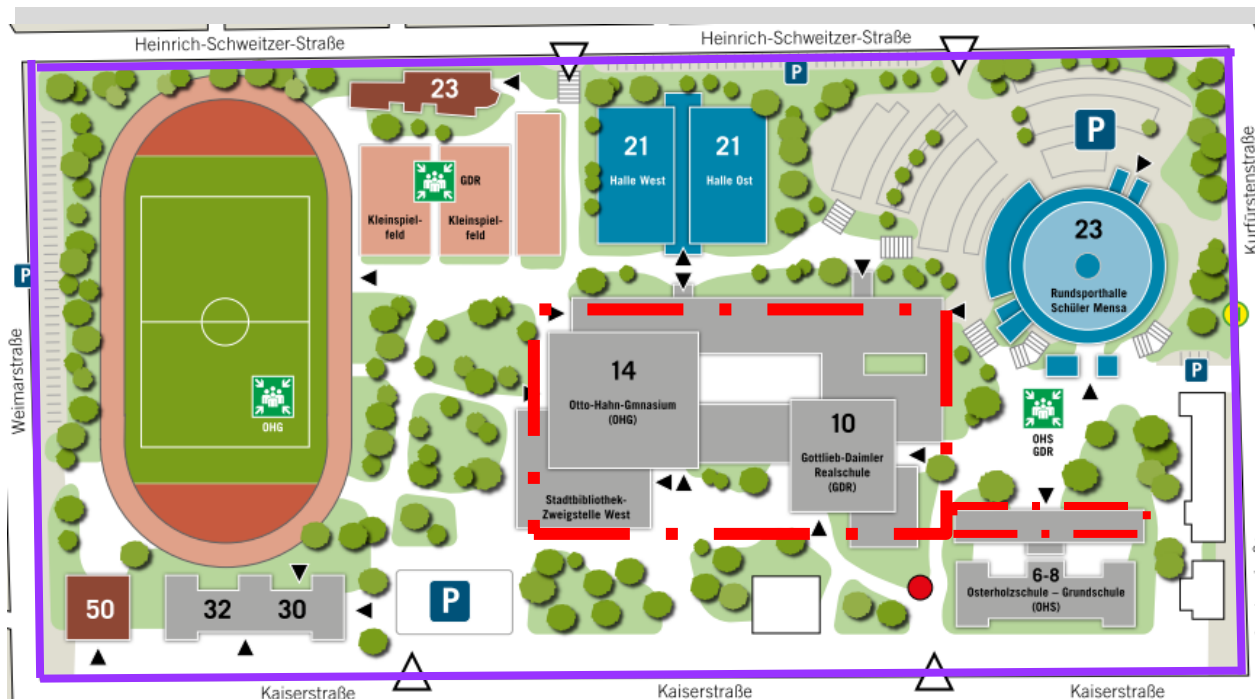 Heinrich-Schweitzer-Straße
Heinrich-Schweitzer-Straße
P
23
P
21
Halle West
21
Halle Ost
GDR
Kleinspiel-
feld
Kleinspiel-
feld
23
Rundsporthalle
Schüler Mensa
Kurfürstenstraße
P
Weimarstraße
14
Otto-Hahn-Gmnasium
(OHG)
10
Gottlieb-Daimler
Realschule
(GDR)
P
OHG
OHS
GDR
Stadtbibliothek-
Zweigstelle West
50
32
30
P
6-8
Osterholzschule – Grundschule
(OHS)
Kaiserstraße
Kaiserstraße
Kaiserstraße